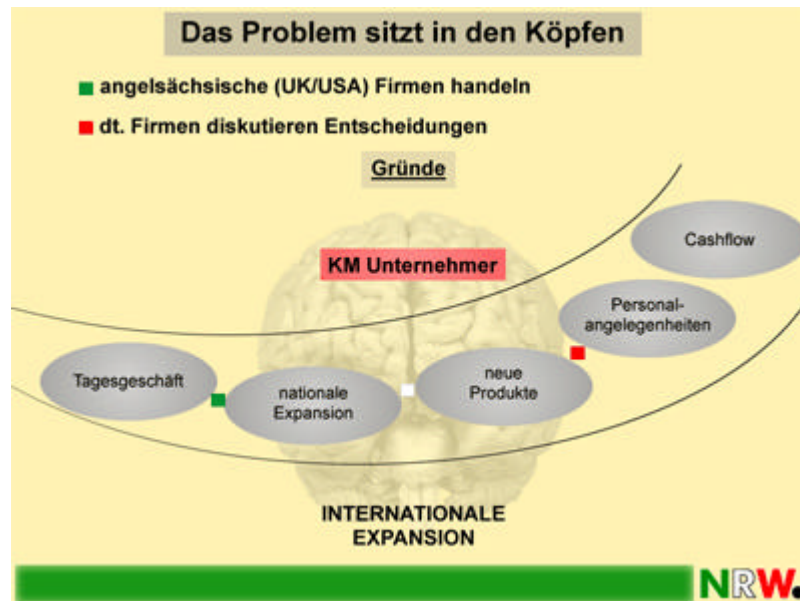 Das Problem sitzt in den Köpfen
angelsächsische (UK/USA) Firmen handeln
dt. Firmen diskutieren Entscheidungen
Gründe
KM Unternehmer
Cashflow
Personal-
angelegenheiten
neue
Produkte
nationale
Expansion
Tagesgeschäft
INTERNATIONALE
EXPANSION
NRW.